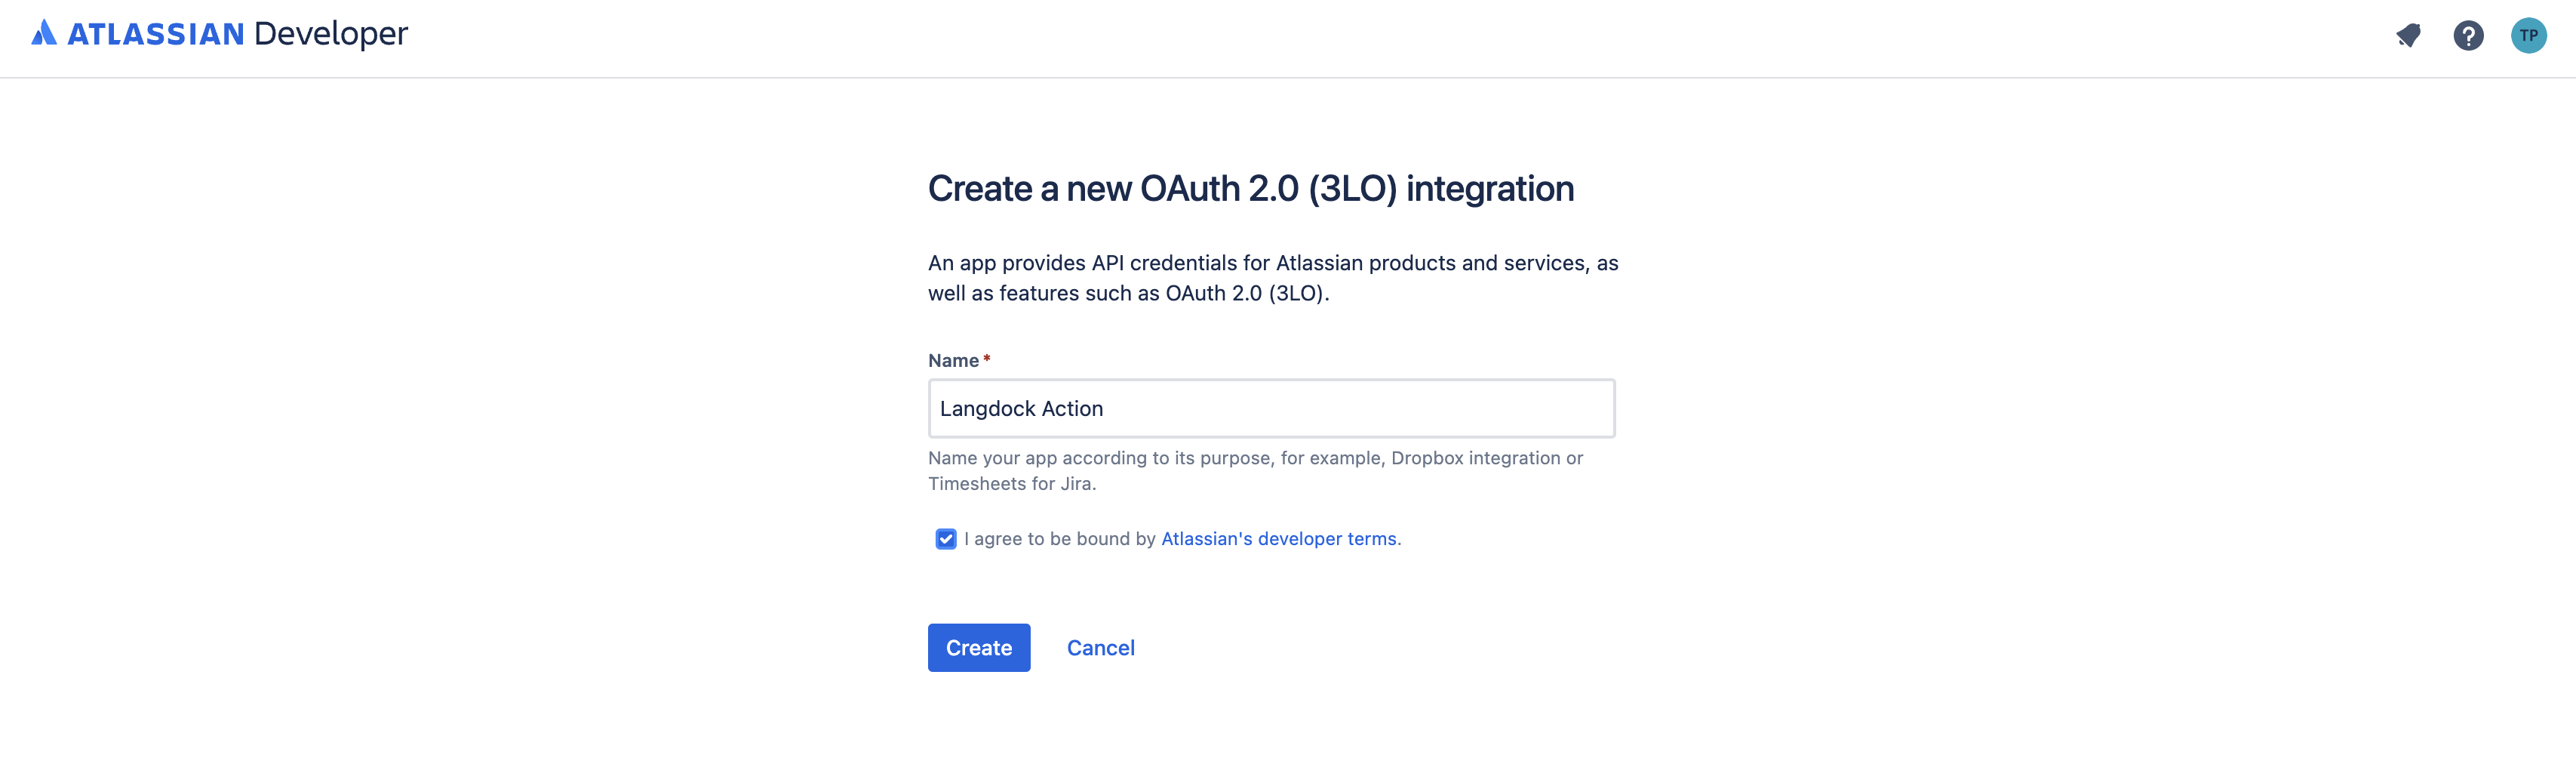 ATLASSIAN Developer
?
TP
Create a new OAuth 2.0 (3LO) integration
An app provides API credentials for Atlassian products and services, as
well as features such as OAuth 2.0 (3LO).
Name*
Langdock Action
Name your app according to its purpose, for example, Dropbox integration or
Timesheets for Jira.
I agree to be bound by Atlassian's developer terms.
Create Cancel